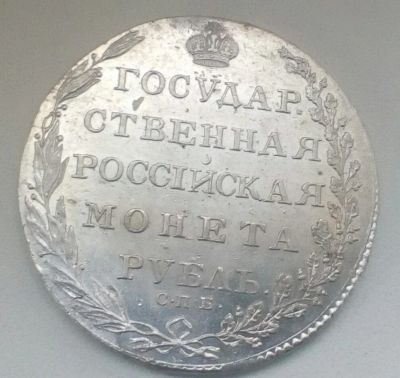 ГОСУДАР.
СТВЕННАЯ
РОССІЙСКАЯ
МОНЕТА
РУБЛЬ.
С.П.Б.